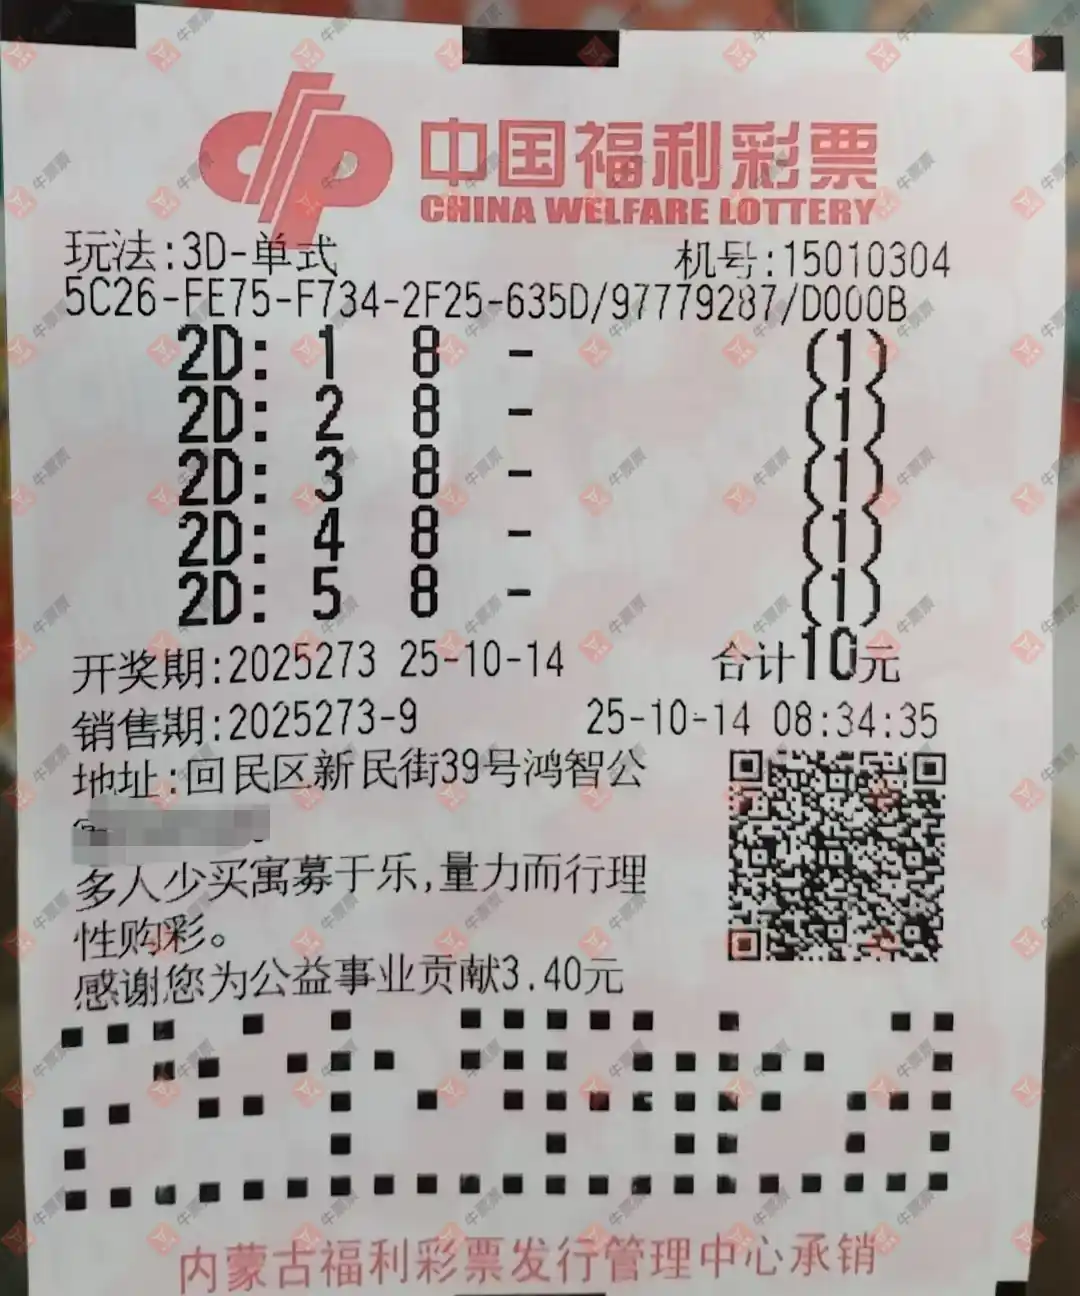 中国福利彩票
CHINA WELFARE LOTTERY
玩法:3D-单式 机号:15010304
5C26-FE75-F734-2F25-635D/97779287/D000B
2D: 1 8 - (1)
2D: 2 8 - (1)
2D: 3 8 - (1)
2D: 4 8 - (1)
2D: 5 8 - (1)
开奖期:2025273 25-10-14 合计10元
销售期:2025273-9 25-10-14 08:34:35
地址:回民区新民街39号鸿智公
多人少买寓募于乐,量力而行理
性购彩。
感谢您为公益事业贡献3.40元
内蒙古福利彩票发行管理中心承销
牛票票